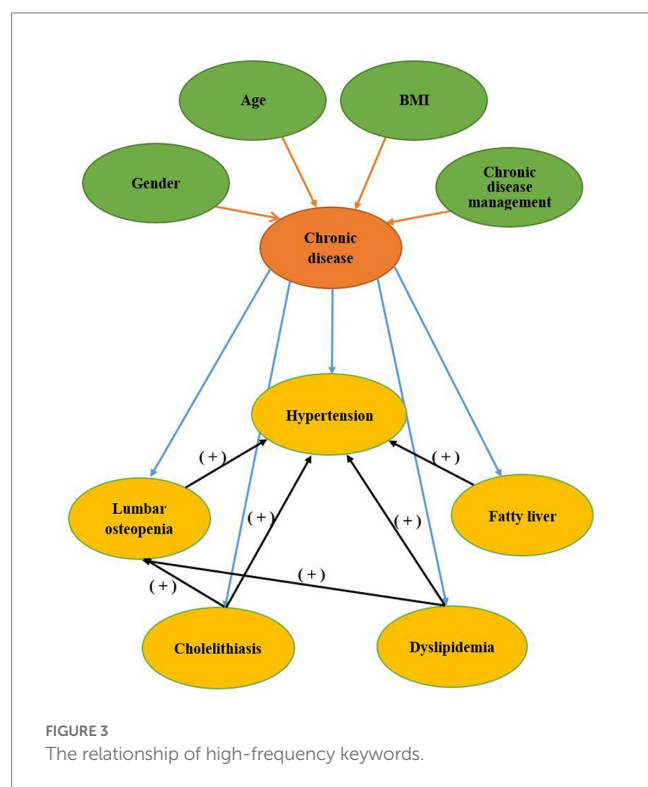 Age
BMI
Gender
Chronic
disease
management
Chronic
disease
Hypertension
(+)
(+)
Lumbar
osteopenia
(+)
(+)
Fatty liver
(+)
(+)
Cholelithiasis
Dyslipidemia
FIGURE 3
The relationship of high-frequency keywords.